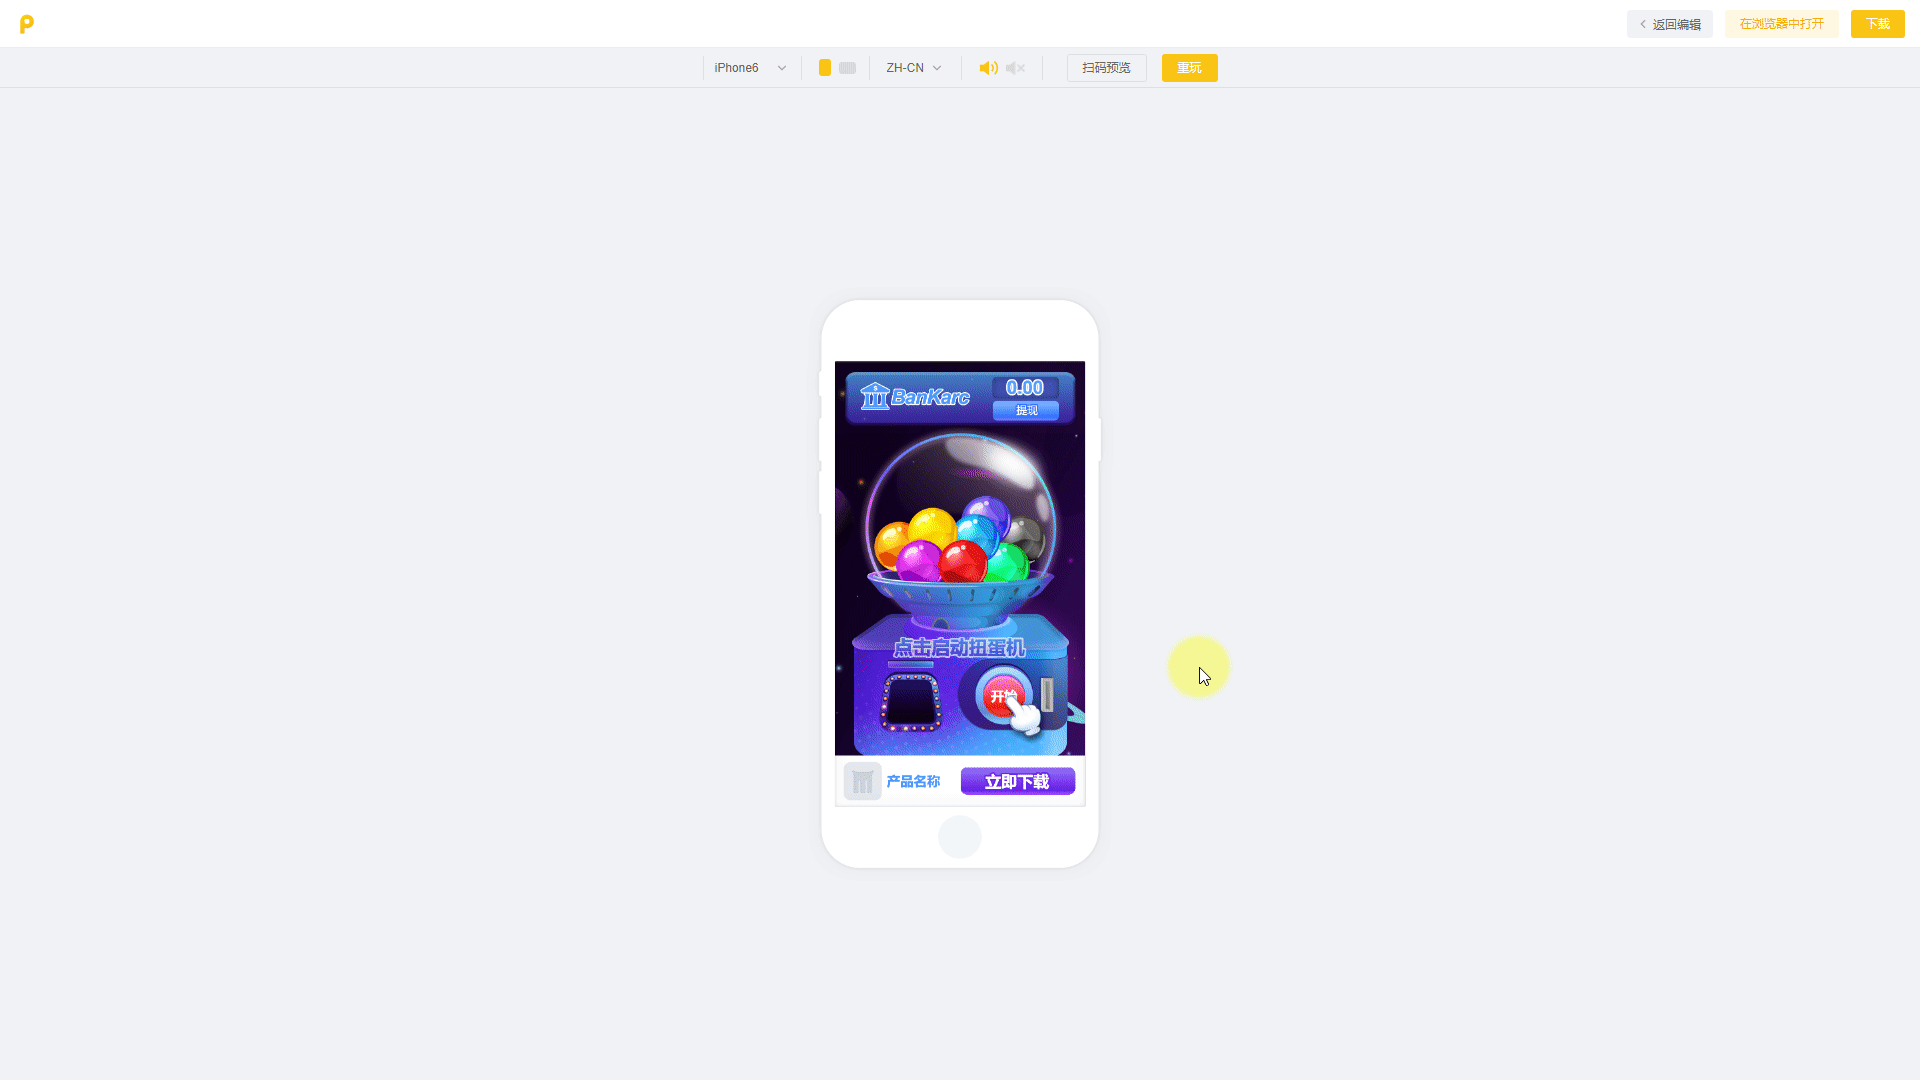 返回编辑
在浏览器中打开
下载
iPhone6
ZH-CN
扫码预览
重玩
BanKarc
0.00
提现
点击启动扭蛋机
开始
产品名称
立即下载